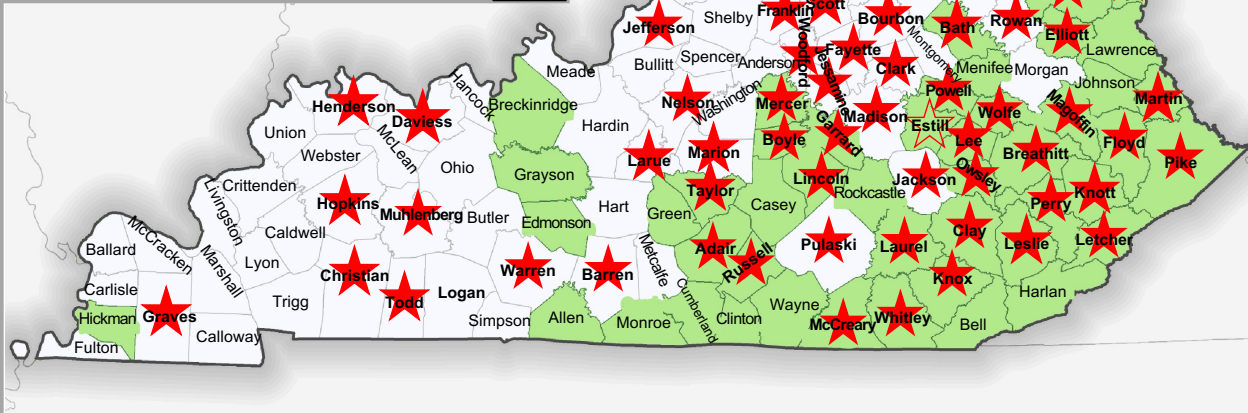 Scott
Franklin
Jefferson
Shelby
Bourbon
Bath
Rowan
Elliott
Woodford
Fayette
Montgomery
Lawrence
Meade
Bullitt
Spencer
Anderson
Jessamine
Clark
Menifee
Morgan
Johnson
Hancock
Breckinridge
Nelson
Washington
Mercer
Powell
Martin
Henderson
Daviess
Madison
Wolfe
Magoffin
Union
McLean
Hardin
Boyle
Garrard
Estill
Lee
Floyd
Webster
Ohio
Larue
Marion
Breathitt
Pike
Crittenden
Livingston
Grayson
Taylor
Lincoln
Rockcastle
Jackson
Owsley
Knott
Hopkins
Muhlenberg
Butler
Edmonson
Hart
Green
Casey
Perry
Ballard
McCracken
Marshall
Caldwell
Lyon
Metcalfe
Adair
Russell
Pulaski
Laurel
Clay
Leslie
Letcher
Carlisle
Christian
Warren
Barren
Knox
Trigg
Todd
Logan
Cumberland
Harlan
Hickman
Graves
Simpson
Allen
Monroe
Clinton
Wayne
McCreary
Whitley
Bell
Fulton
Calloway